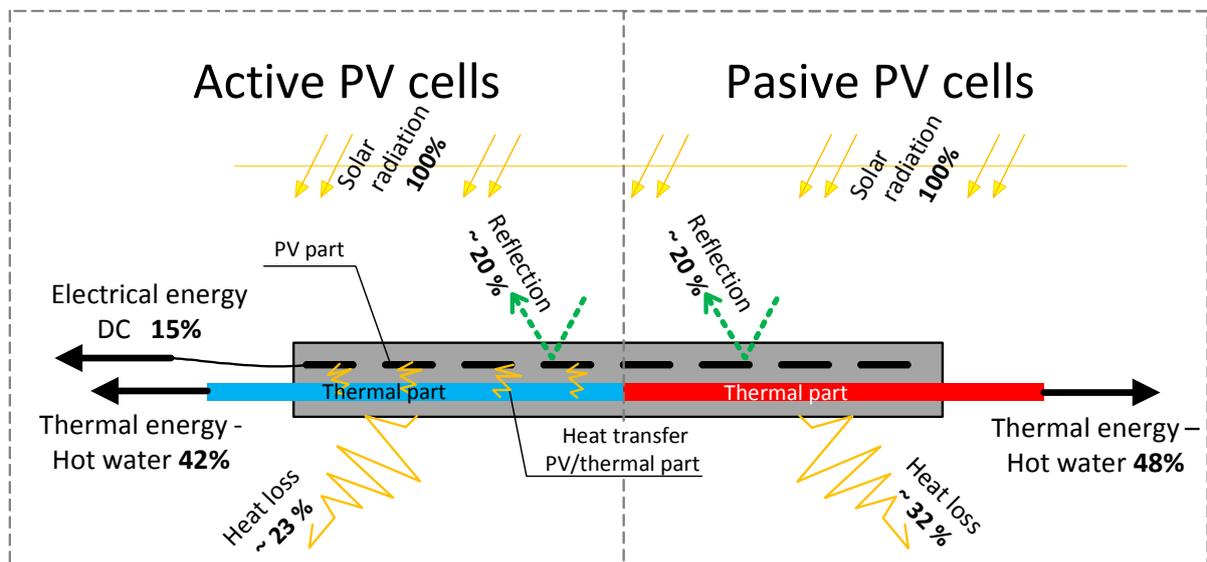 Active PV cells
Pasive PV cells
Solar
radiation
100%
Solar
radiation
100%
Reflection
~ 20 %
Reflection
~ 20 %
PV part
Electrical energy
DC 15%
Thermal part
Thermal part
Thermal energy -
Hot water 42%
Heat transfer
PV/thermal part
Thermal energy –
Hot water 48%
Heat loss
~ 23 %
Heat loss
~ 32 %